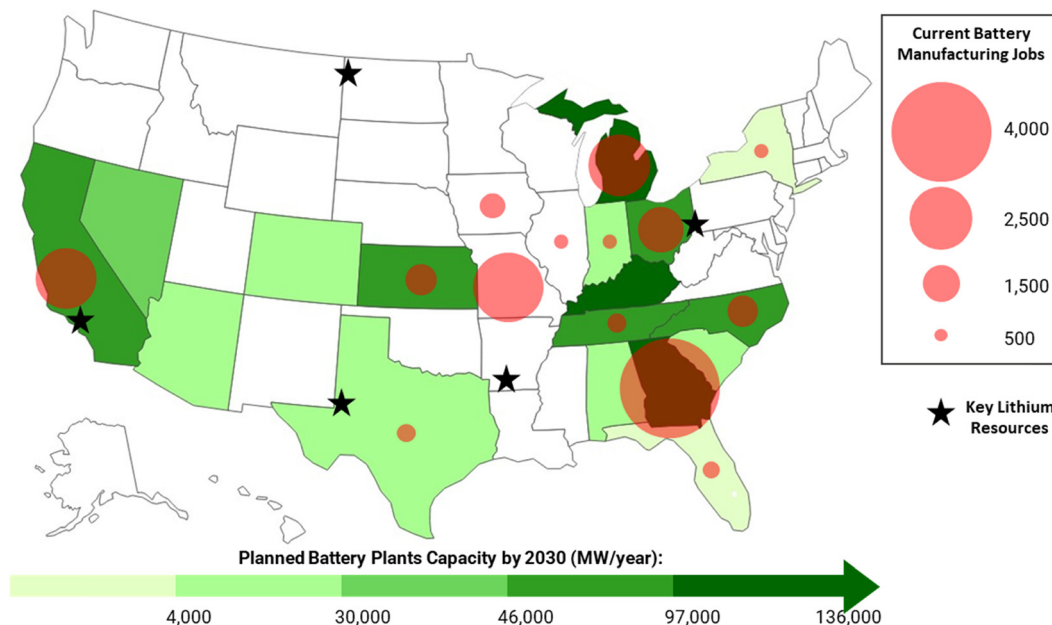 Current Battery
Manufacturing Jobs
4,000
2,500
1,500
500
Key Lithium
Resources
Planned Battery Plants Capacity by 2030 (MW/year):
4,000
30,000
46,000
97,000
136,000